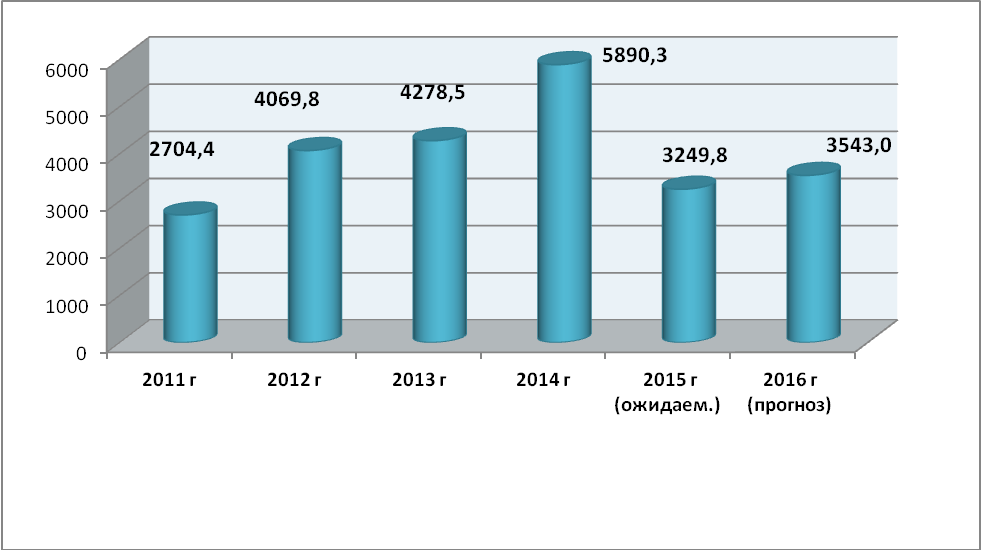 6000
5000
4000
3000
2000
1000
0
2704,4
4069,8
4278,5
5890,3
3249,8
3543,0
2011 г
2012 г
2013 г
2014 г
2015 г
(ожидаем.)
2016 г
(прогноз)